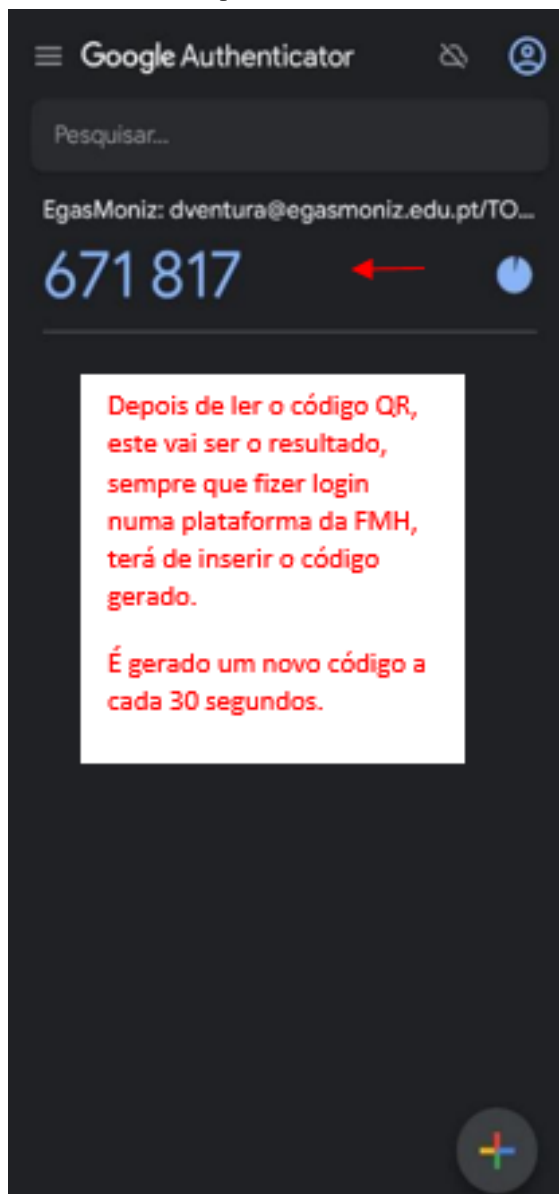 Google Authenticator
Pesquisar...
EgasMoniz: dventura@egasmoniz.edu.pt/TO...
671 817
Depois de ler o código QR,
este vai ser o resultado,
sempre que fizer login
numa plataforma da FMH,
terá de inserir o código
gerado.
É gerado um novo código a
cada 30 segundos.